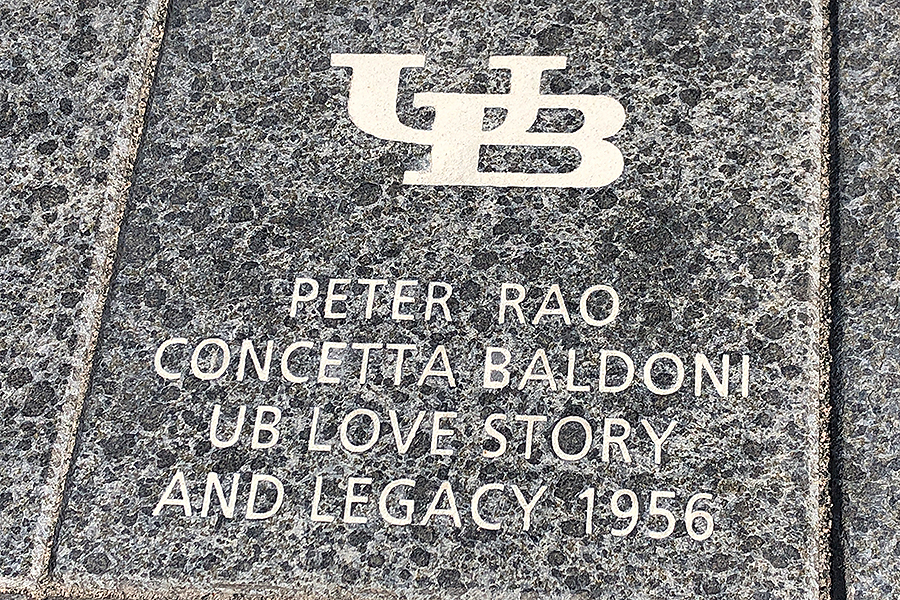 UB
PETER RAO
CONCETTA BALDONI
UB LOVE STORY
AND LEGACY 1956